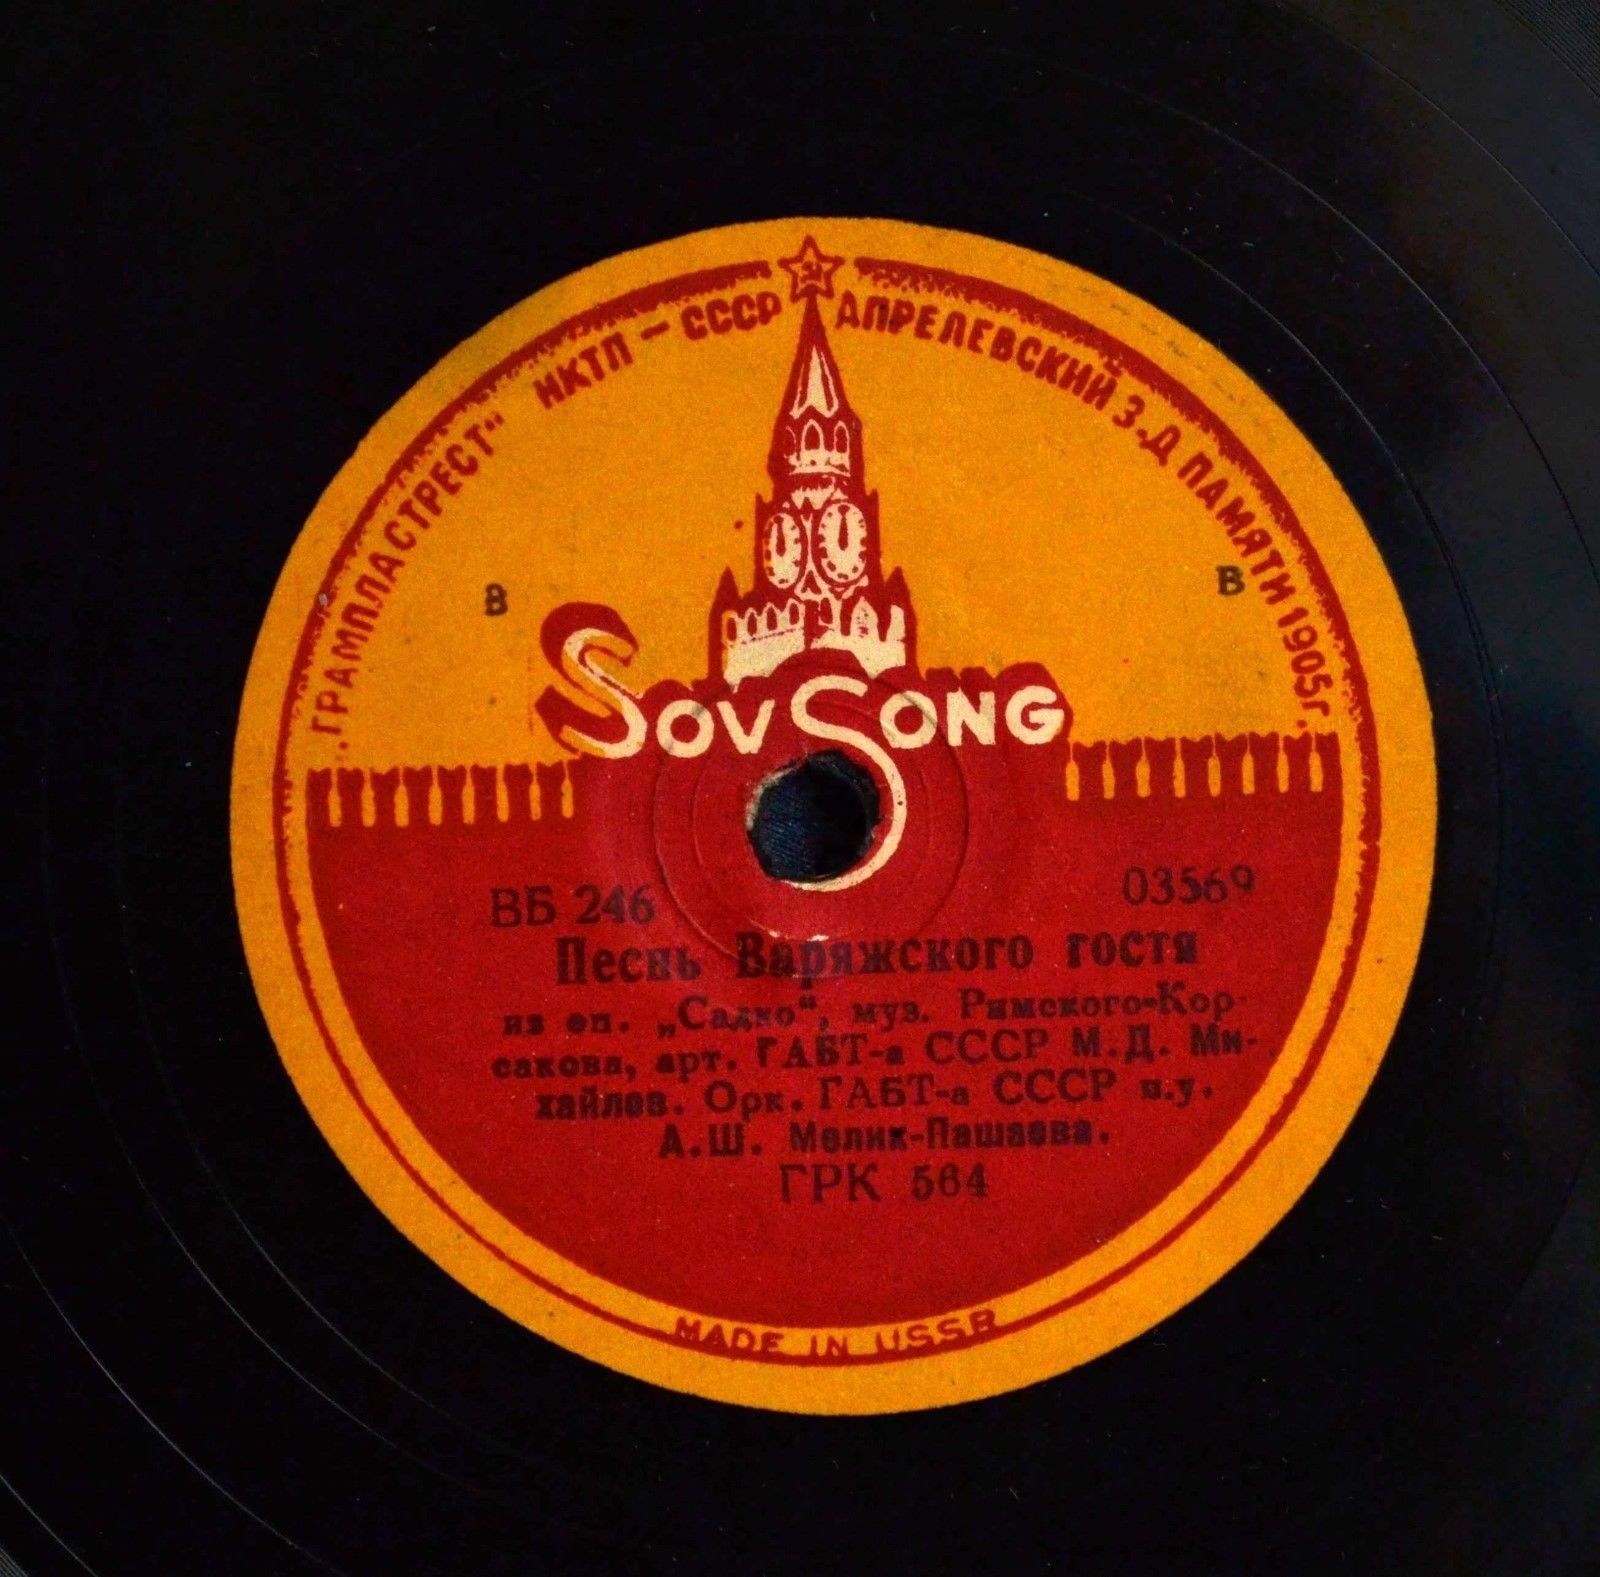 „ГРАМПЛАСТРЕСТ“ НКТП — СССР АПРЕЛЕВСКИЙ З-Д ПАМЯТИ 1905 г.
В В
SOVSONG
ВБ 246 03569
Песнь Варяжского гостя
из оп. „Садко“, муз. Римского-Кор-
сакова, арт. ГАБТ-а СССР М.Д. Ми-
хайлов. Орк. ГАБТ-а СССР п.у.
А.Ш. Мелик-Пашаева.
ГРК 564
MADE IN USSR